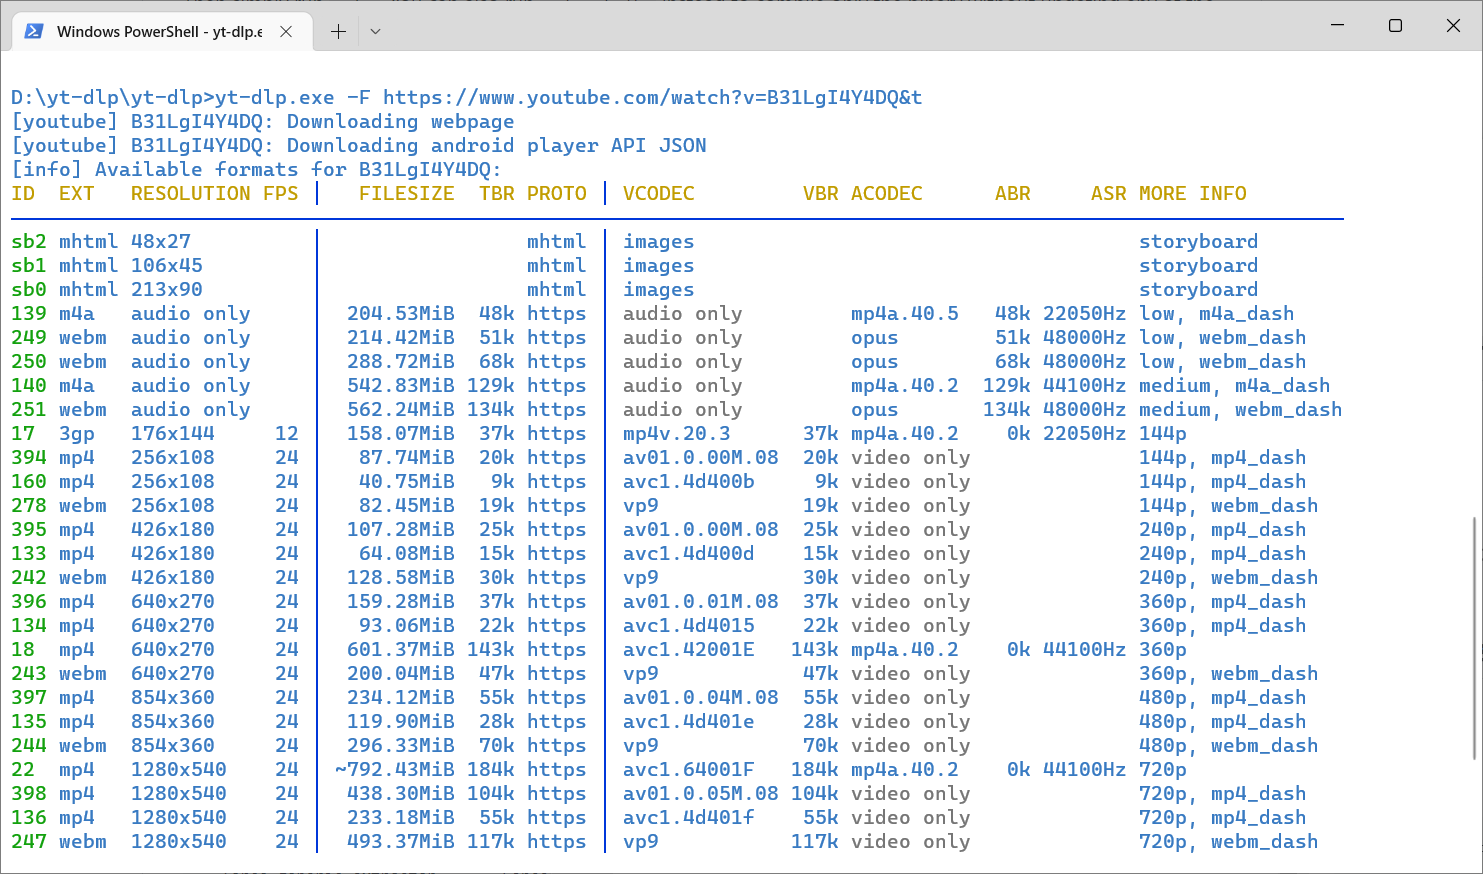 Windows PowerShell - yt-dlp.e
D:\yt-dlp\yt-dlp>yt-dlp.exe -F https://www.youtube.com/watch?v=B31LgI4Y4DQ&t
[youtube] B31LgI4Y4DQ: Downloading webpage
[youtube] B31LgI4Y4DQ: Downloading android player API JSON
[info] Available formats for B31LgI4Y4DQ:
ID  EXT   RESOLUTION FPS │   FILESIZE  TBR PROTO │ VCODEC         VBR ACODEC      ABR     ASR MORE INFO
sb2 mhtml 48x27          │                 mhtml │ images                                     storyboard
sb1 mhtml 106x45         │                 mhtml │ images                                     storyboard
sb0 mhtml 213x90         │                 mhtml │ images                                     storyboard
139 m4a   audio only     │  204.53MiB  48k https │ audio only         mp4a.40.5   48k 22050Hz low, m4a_dash
249 webm  audio only     │  214.42MiB  51k https │ audio only         opus        51k 48000Hz low, webm_dash
250 webm  audio only     │  288.72MiB  68k https │ audio only         opus        68k 48000Hz low, webm_dash
140 m4a   audio only     │  542.83MiB 129k https │ audio only         mp4a.40.2  129k 44100Hz medium, m4a_dash
251 webm  audio only     │  562.24MiB 134k https │ audio only         opus       134k 48000Hz medium, webm_dash
17  3gp   176x144     12 │  158.07MiB  37k https │ mp4v.20.3      37k mp4a.40.2    0k 22050Hz 144p
394 mp4   256x108     24 │   87.74MiB  20k https │ av01.0.00M.08  20k video only              144p, mp4_dash
160 mp4   256x108     24 │   40.75MiB   9k https │ avc1.4d400b     9k video only              144p, mp4_dash
278 webm  256x108     24 │   82.45MiB  19k https │ vp9            19k video only              144p, webm_dash
395 mp4   426x180     24 │  107.28MiB  25k https │ av01.0.00M.08  25k video only              240p, mp4_dash
133 mp4   426x180     24 │   64.08MiB  15k https │ avc1.4d400d    15k video only              240p, mp4_dash
242 webm  426x180     24 │  128.58MiB  30k https │ vp9            30k video only              240p, webm_dash
396 mp4   640x270     24 │  159.28MiB  37k https │ av01.0.01M.08  37k video only              360p, mp4_dash
134 mp4   640x270     24 │   93.06MiB  22k https │ avc1.4d4015    22k video only              360p, mp4_dash
18  mp4   640x270     24 │  601.37MiB 143k https │ avc1.42001E   143k mp4a.40.2    0k 44100Hz 360p
243 webm  640x270     24 │  200.04MiB  47k https │ vp9            47k video only              360p, webm_dash
397 mp4   854x360     24 │  234.12MiB  55k https │ av01.0.04M.08  55k video only              480p, mp4_dash
135 mp4   854x360     24 │  119.90MiB  28k https │ avc1.4d401e    28k video only              480p, mp4_dash
244 webm  854x360     24 │  296.33MiB  70k https │ vp9            70k video only              480p, webm_dash
22  mp4   1280x540    24 │ ~792.43MiB 184k https │ avc1.64001F   184k mp4a.40.2    0k 44100Hz 720p
398 mp4   1280x540    24 │  438.30MiB 104k https │ av01.0.05M.08 104k video only              720p, mp4_dash
136 mp4   1280x540    24 │  233.18MiB  55k https │ avc1.4d401f    55k video only              720p, mp4_dash
247 webm  1280x540    24 │  493.37MiB 117k https │ vp9           117k video only              720p, webm_dash